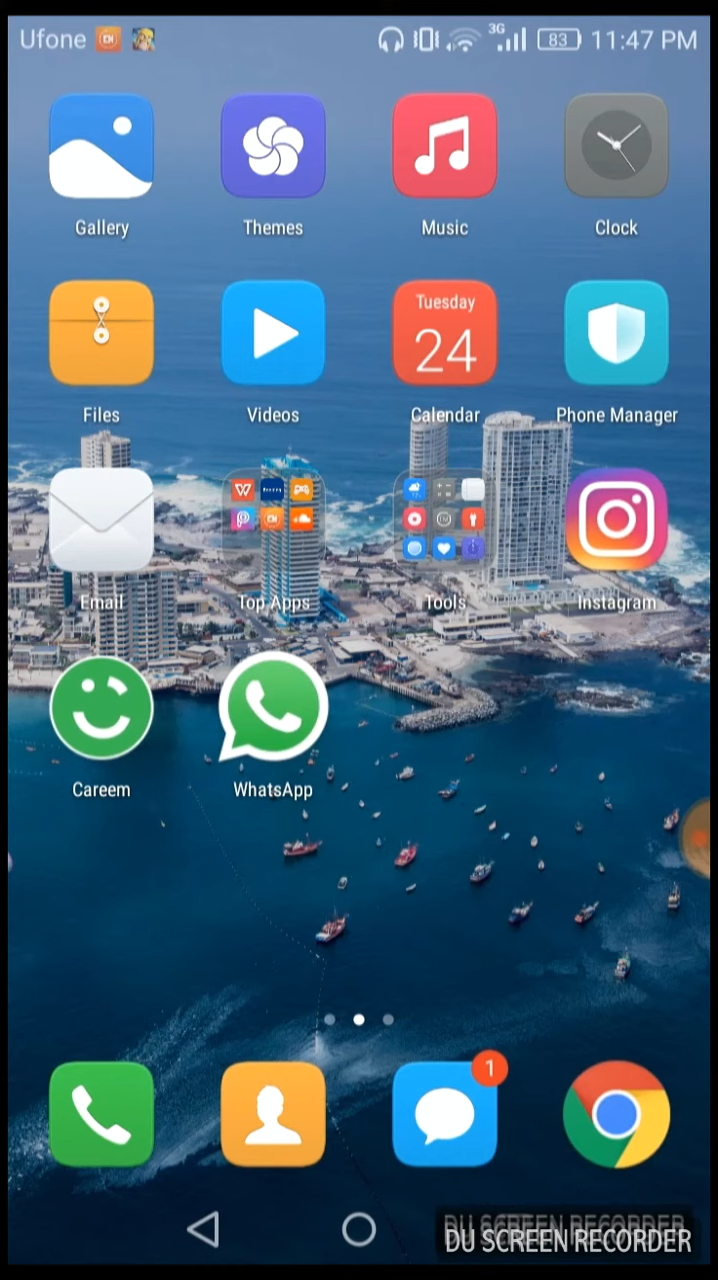 Ufone 3G 83 11:47 PM
Gallery Themes Music Clock
Tuesday
24
Files Videos Calendar Phone Manager
Email Top Apps Tools Instagram
Careem WhatsApp
1
DU SCREEN RECORDER